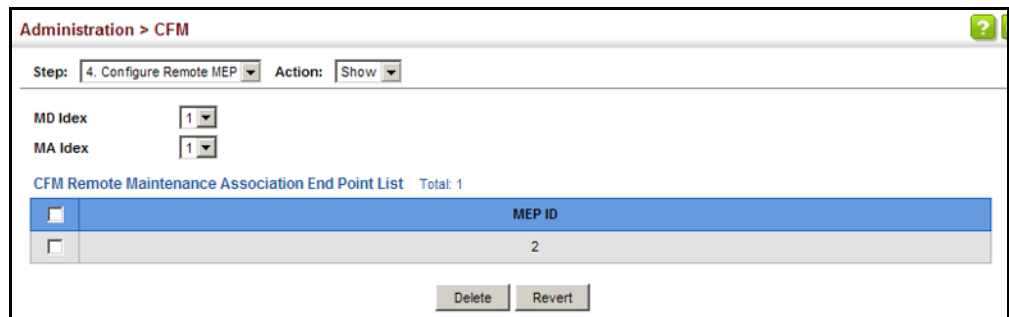 Administration > CFM
?
Step: 4. Configure Remote MEP Action: Show
MD Idex 1
MA Idex 1
CFM Remote Maintenance Association End Point List Total: 1
MEP ID
2
Delete Revert